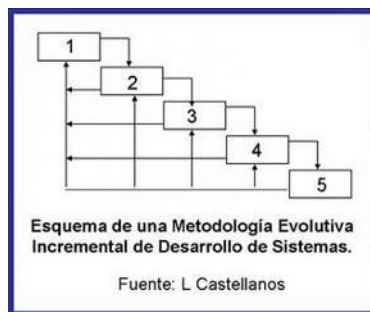 1
2
3
4
5
Esquema de una Metodología Evolutiva
Incremental de Desarrollo de Sistemas.
Fuente: L Castellanos